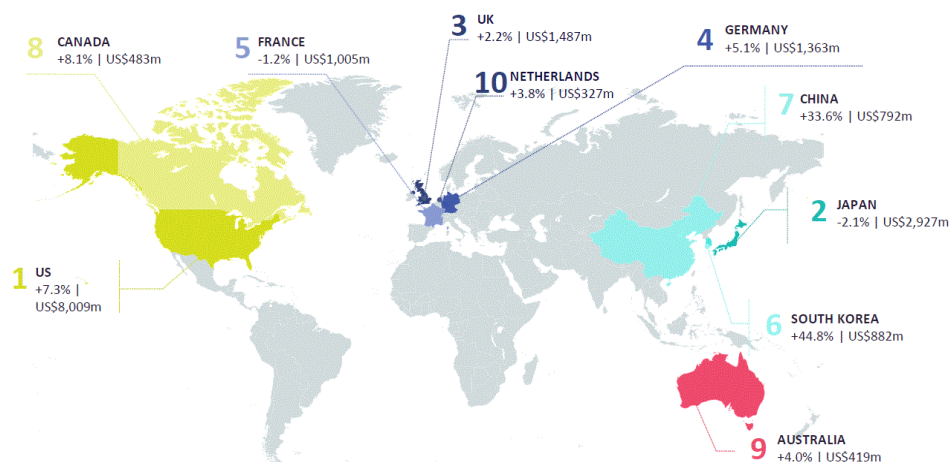 8
CANADA
+8.1% | US$483m
5
FRANCE
-1.2% | US$1,005m
3
UK
+2.2% | US$1,487m
4
GERMANY
+5.1% | US$1,363m
10
NETHERLANDS
+3.8% | US$327m
7
CHINA
+33.6% | US$792m
2
JAPAN
-2.1% | US$2,927m
1
US
+7.3% |
US$8,009m
6
SOUTH KOREA
+44.8% | US$882m
9
AUSTRALIA
+4.0% | US$419m